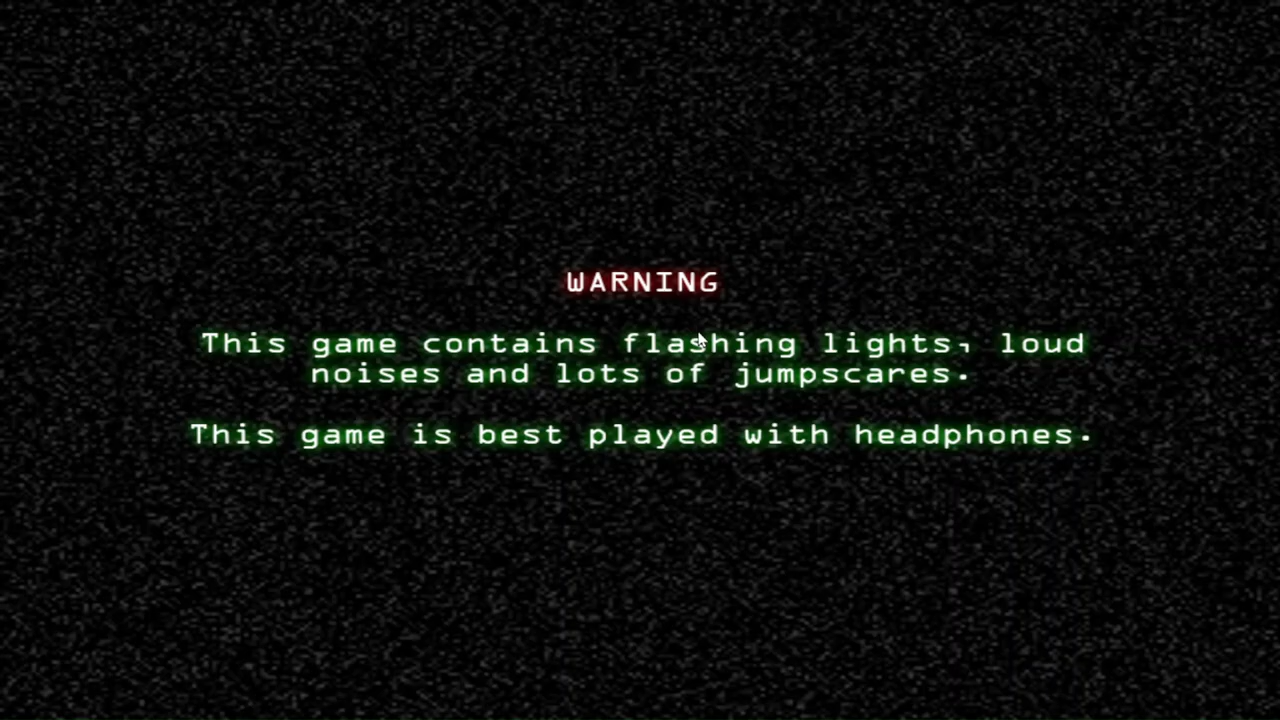 WARNING
This game contains flashing lights, loud
noises and lots of jumpscares.
This game is best played with headphones.